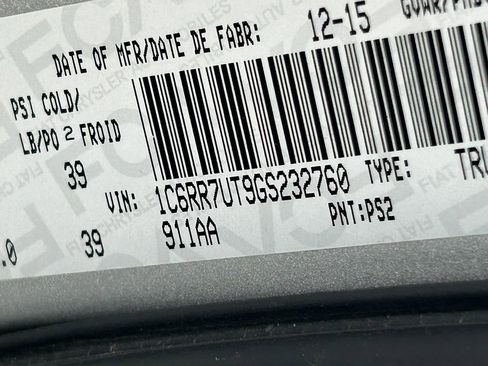 DATE OF MFR/DATE DE FABR: 12-15
PSI COLD/
LB/PO 2 FROID
39
VIN: 1C6RR7UT9GS232760 TYPE:
39 911AA PNT:PS2